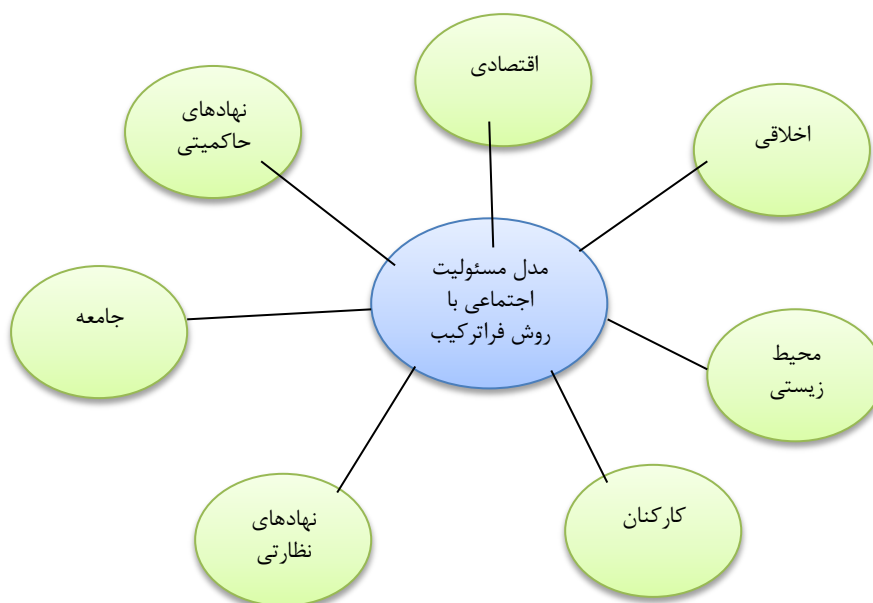 اقتصادی
نهادهای
حاکمیتی
اخلاقی
مدل مسئولیت
اجتماعی با
روش فراترکیب
جامعه
محیط
زیستی
کارکنان
نهادهای
نظارتی